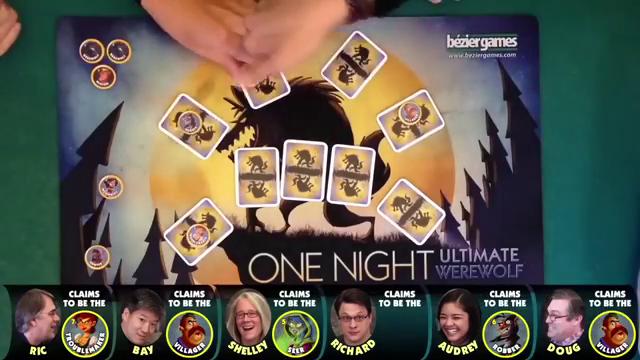 béziergames
www.beziergames.com
ONE NIGHT
ULTIMATE
WEREWOLF
CLAIMS
TO BE THE
RIC
TROUBLEMAKER
CLAIMS
TO BE THE
BAY
VILLAGER
CLAIMS
TO BE THE
SHELLEY
SEER
CLAIMS
TO BE THE
RICHARD
CLAIMS
TO BE THE
AUDREY
ROBBER
CLAIMS
TO BE THE
DOUG
VILLAGER